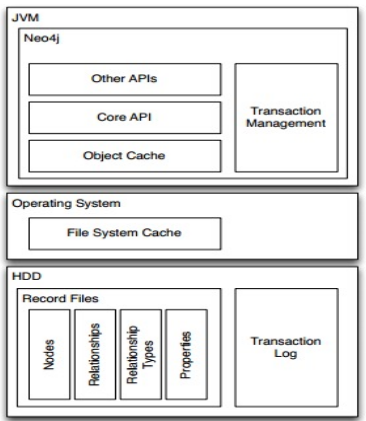 JVM
Neo4j
Other APIs
Core API
Object Cache
Transaction
Management
Operating System
File System Cache
HDD
Record Files
Nodes
Relationships
Relationship
Types
Properties
Transaction
Log